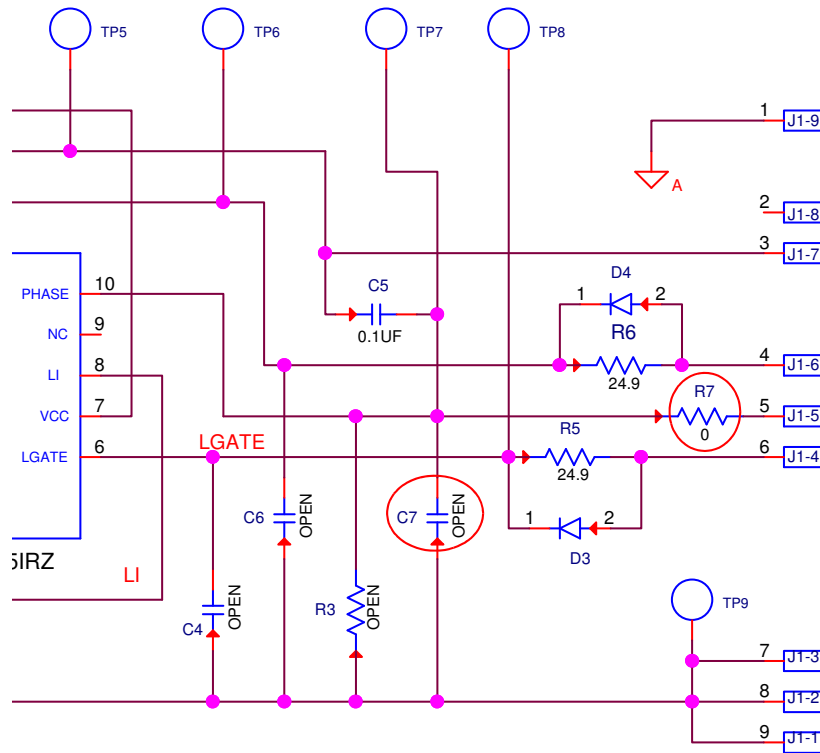 TP5
TP6
TP7
TP8
1
J1-9
A
2
J1-8
3
J1-7
D4
1
2
PHASE
10
C5
0.1UF
NC
9
R6
24.9
4
J1-6
LI
8
R7
0
5
J1-5
VCC
7
LGATE
6
LGATE
R5
24.9
6
J1-4
C6
OPEN
C7
OPEN
1
2
D3
5IRZ
LI
C4
OPEN
R3
OPEN
TP9
7
J1-3
8
J1-2
9
J1-1